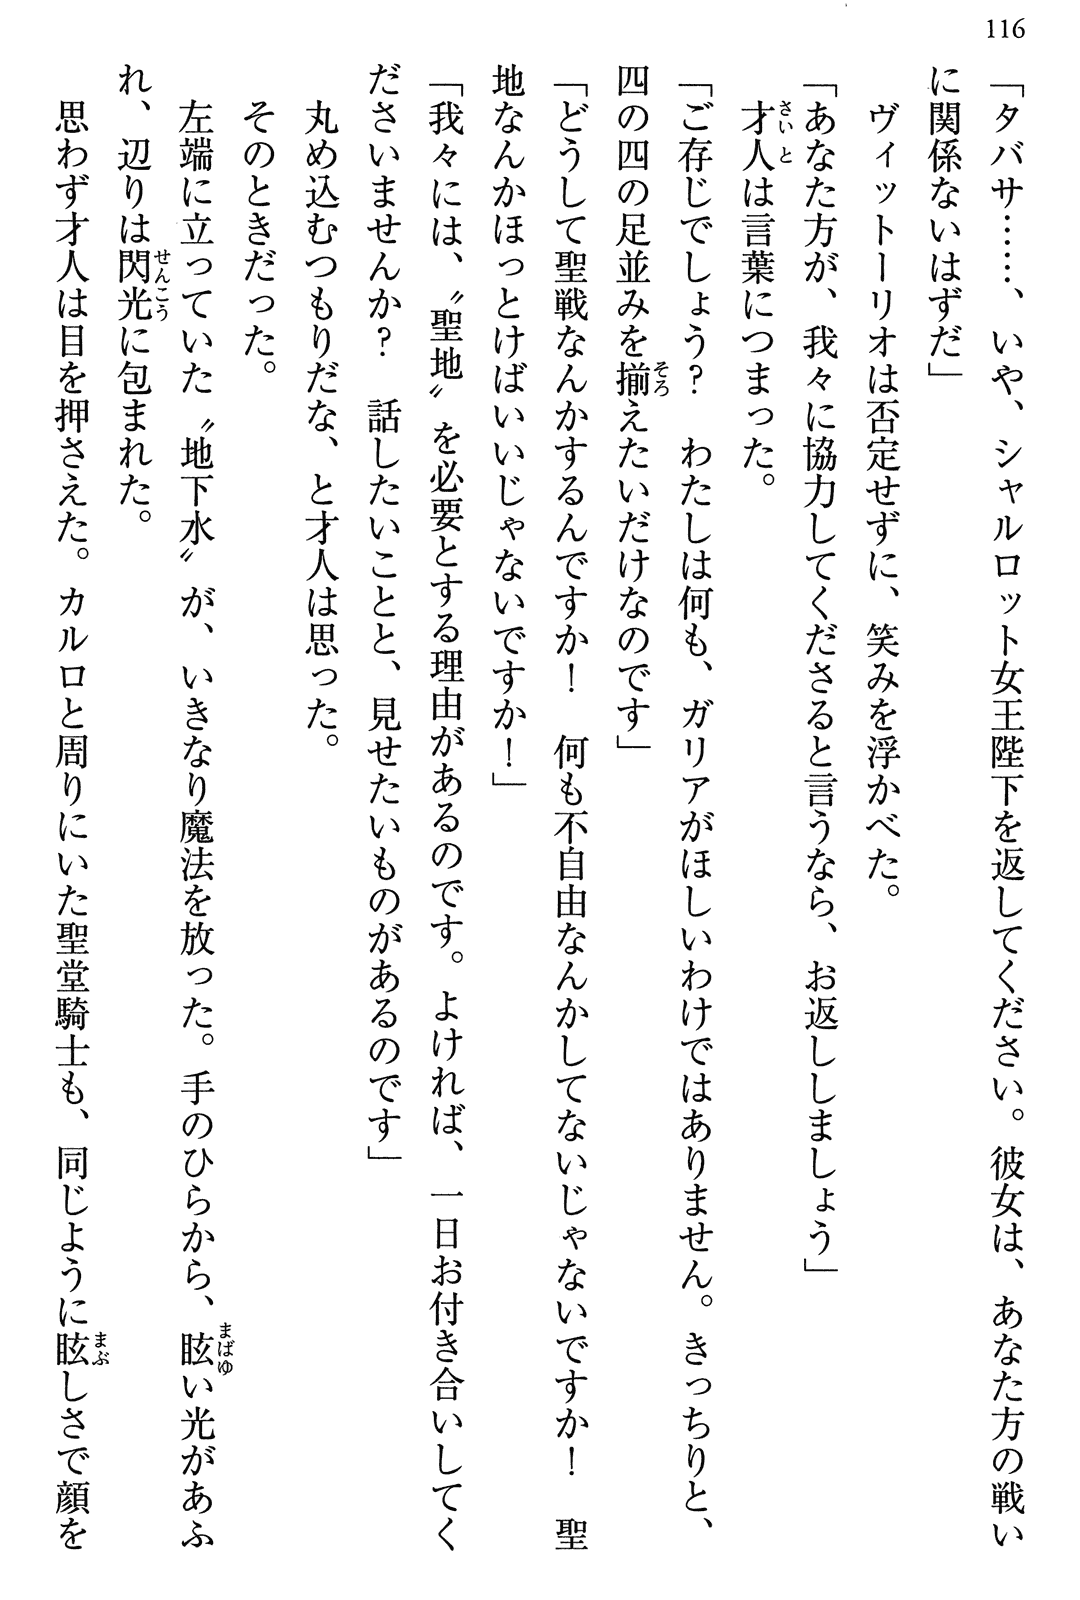 116
「タバサ……、いや、シャルロット女王陛下を返してください。彼女は、あなた方の戦い
に関係ないはずだ」
ヴィットーリオは否定せずに、笑みを浮かべた。
「あなた方が、我々に協力してくださると言うなら、お返ししましょう」
才人は言葉につまった。
「ご存じでしょう?　わたしは何も、ガリアがほしいわけではありません。きっちりと、
四の四の足並みを揃えたいだけなのです」
「どうして聖戦なんかするんですか!　何も不自由なんかしてないじゃないですか!　聖
地なんかほっとけばいいじゃないですか!」
「我々には、〝聖地〟を必要とする理由があるのです。よければ、一日お付き合いしてく
ださいませんか?　話したいことと、見せたいものがあるのです」
丸め込むつもりだな、と才人は思った。
そのときだった。
左端に立っていた〝地下水〟が、いきなり魔法を放った。手のひらから、眩い光があふ
れ、辺りは閃光に包まれた。
思わず才人は目を押さえた。カルロと周りにいた聖堂騎士も、同じように眩しさで顔を